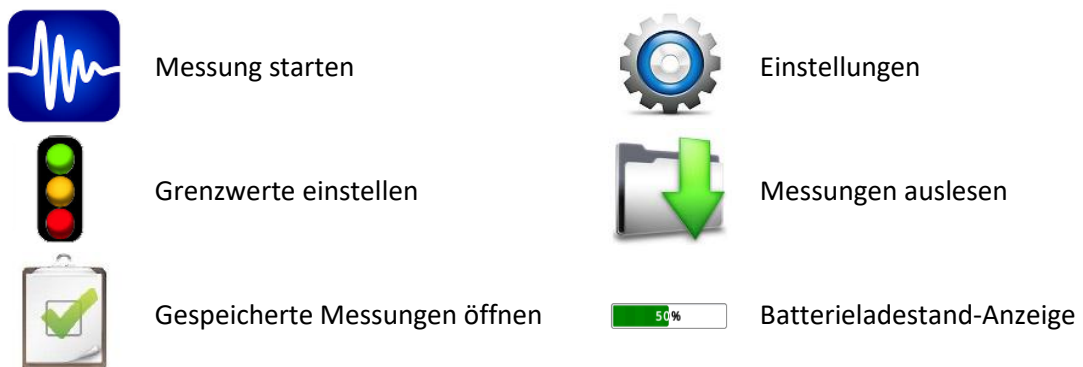 Messung starten
Einstellungen
Grenzwerte einstellen
Messungen auslesen
Gespeicherte Messungen öffnen
50%
Batterieladestand-Anzeige